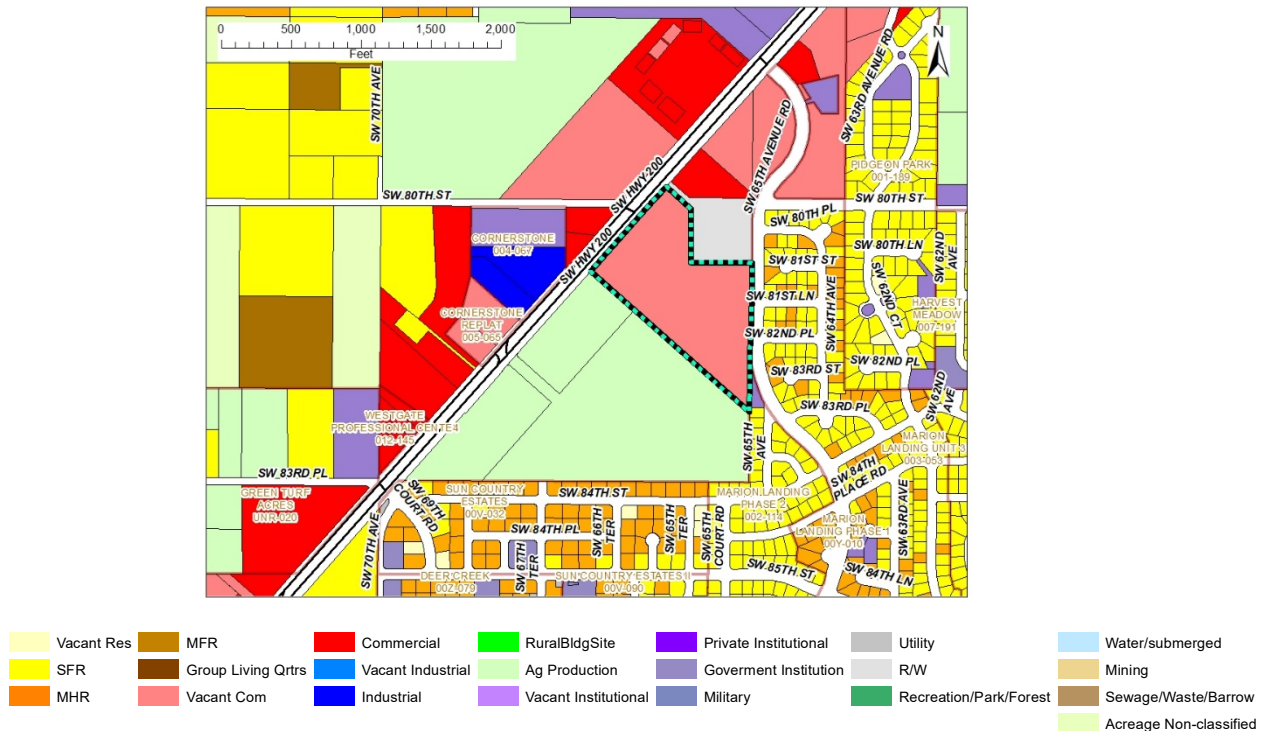 0 500 1,000 1,500 2,000
Feet
N
SW 70TH AVE
SW HWY 200
SW 65TH AVENUE RD
SW 63RD AVENUE RD
PIDGEON PARK
001-189
SW 80TH ST
SW 80TH ST
SW 80TH PL
CORNERSTONE
004-067
SW HWY 200
SW 80TH LN
SW 62ND
AVE
SW 81ST ST
SW 62ND CT
SW 81ST LN
SW 64TH AVE
HARVEST
MEADOW
007-191
CORNERSTONE
REPLAT
005-065
SW 82ND PL
SW 82ND PL
SW 83RD ST
SW 62ND
AVE
SW 83RD PL
WESTGATE
PROFESSIONAL CENTE4
012-145
SW 65TH
AVE
MARION
LANDING UNIT 3
003-053
SW 83RD PL
SW 84TH
PLACE RD
GREEN TURF
ACRES
UNR-020
SW 69TH
COURT RD
SUN COUNTRY
ESTATES
00V-032
SW 84TH ST
MARION LANDING
PHASE 2
002-114
SW 63RD AVE
SW 84TH PL
SW 66TH
TER
SW 65TH
TER
SW 65TH
COURT RD
MARION
LANDING PHASE 1
00Y-010
SW 70TH AVE
SW 67TH
TER
DEER CREEK
00Z-079
SUN COUNTRY ESTATES II
00V-090
SW 85TH ST
SW 84TH LN
Vacant Res MFR Commercial RuralBldgSite Private Institutional Utility Water/submerged
SFR Group Living Qrtrs Vacant Industrial Ag Production Goverment Institution R/W Mining
MHR Vacant Com Industrial Vacant Institutional Military Recreation/Park/Forest Sewage/Waste/Barrow
Acreage Non-classified